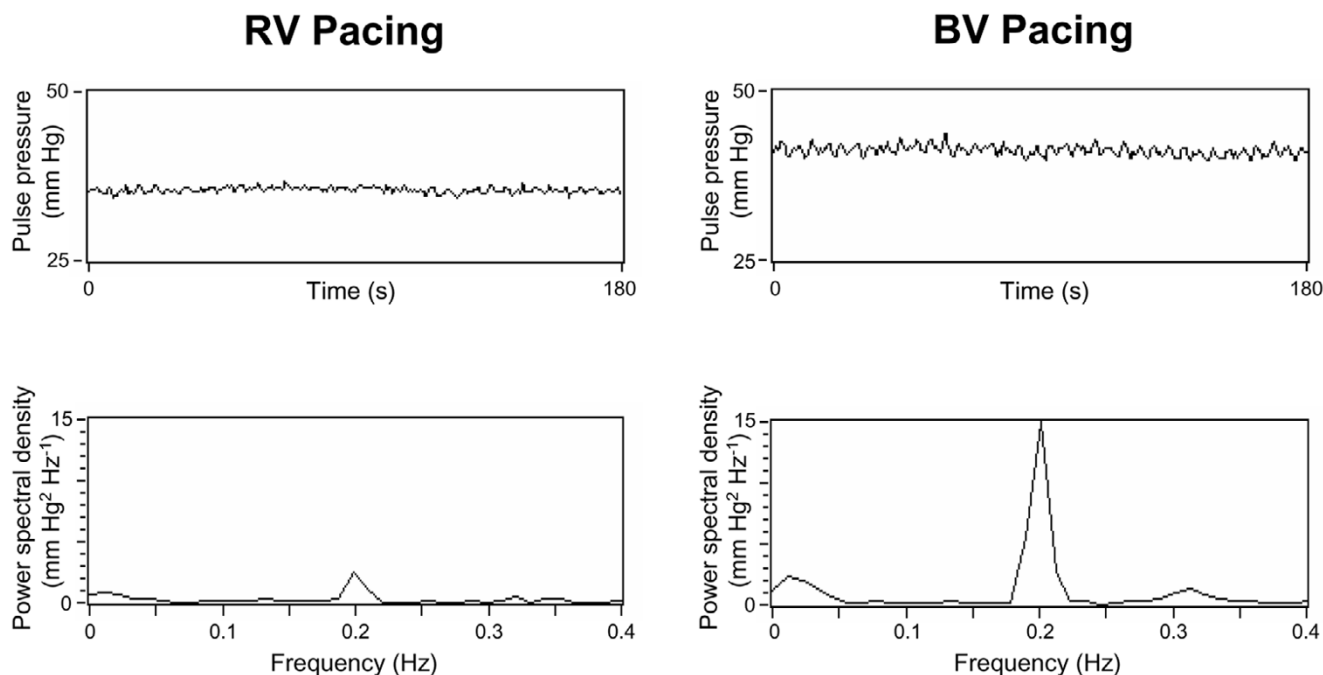 RV Pacing
BV Pacing
Pulse pressure
(mm Hg)
50
25
0
Time (s)
180
Pulse pressure
(mm Hg)
50
25
0
Time (s)
180
Power spectral density
(mm Hg² Hz⁻¹)
15
0
0
0.1
0.2
0.3
0.4
Frequency (Hz)
Power spectral density
(mm Hg² Hz⁻¹)
15
0
0
0.1
0.2
0.3
0.4
Frequency (Hz)